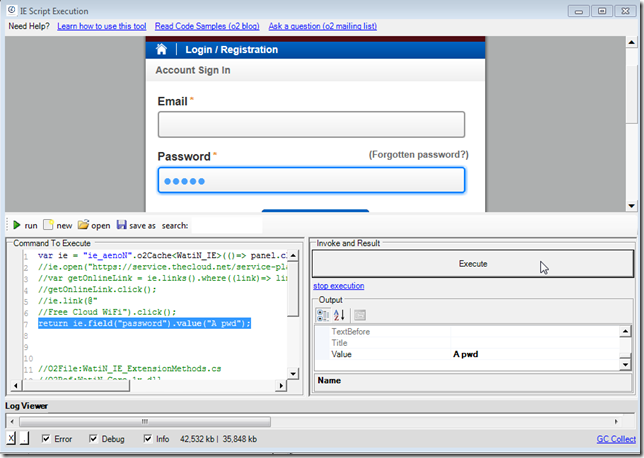 IE Script Execution
Need Help? Learn how to use this tool Read Code Samples (o2 blog) Ask a question (o2 mailing list)
Login / Registration
Account Sign In
Email *
Password * (Forgotten password?)
run new open save as search:
Command To Execute
1 var ie = "ie_aenoN".o2Cache<WatiN_IE>(()=> panel.c
2 //ie.open("https://service.thecloud.net/service-pl
3 //var getOnlineLink = ie.links().where((link)=> lin
4 //getOnlineLink.click();
5 //ie.link(@"
6 //Free Cloud WiFi").click();
7 return ie.field("password").value("A pwd");
8
9
10
11 //O2File:WatiN_IE_ExtensionMethods.cs
12 //O2Ref:WatiN.Core.1x.dll
Invoke and Result
Execute
stop execution
Output
TextBefore
Title
Value A pwd
Name
Log Viewer
X . Error Debug Info 42,532 kb | 35,848 kb GC Collect